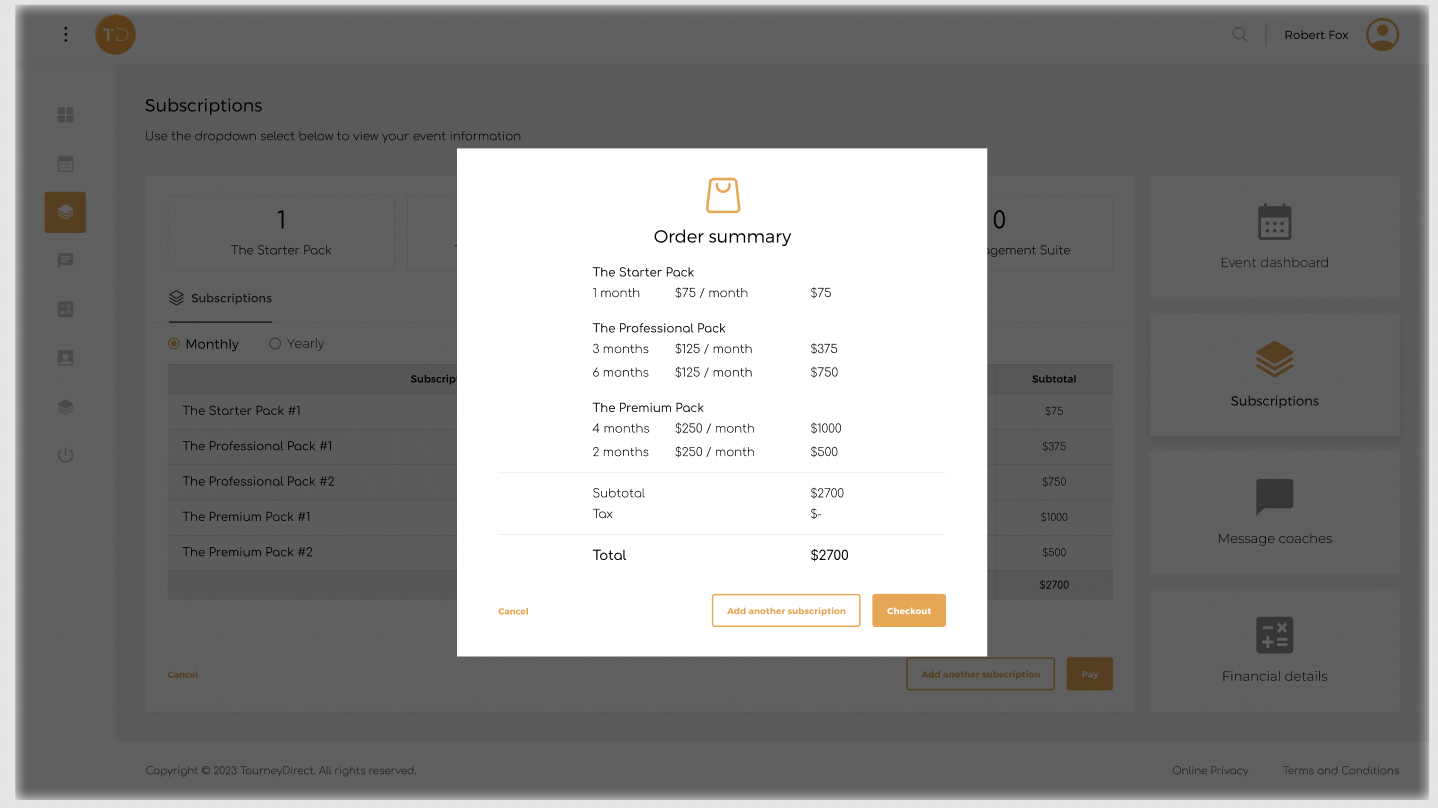 TD
Robert Fox
Subscriptions
Use the dropdown select below to view your event information
1
The Starter Pack
0
gement Suite
Subscriptions
Monthly
Yearly
Subscrip
Subtotal
The Starter Pack #1
$75
The Professional Pack #1
$375
The Professional Pack #2
$750
The Premium Pack #1
$1000
The Premium Pack #2
$500
$2700
Cancel
Add another subscription
Pay
Order summary
The Starter Pack
1 month $75 / month $75
The Professional Pack
3 months $125 / month $375
6 months $125 / month $750
The Premium Pack
4 months $250 / month $1000
2 months $250 / month $500
Subtotal $2700
Tax $-
Total $2700
Cancel
Add another subscription
Checkout
Event dashboard
Subscriptions
Message coaches
Financial details
Copyright © 2023 TourneyDirect. All rights reserved.
Online Privacy
Terms and Conditions